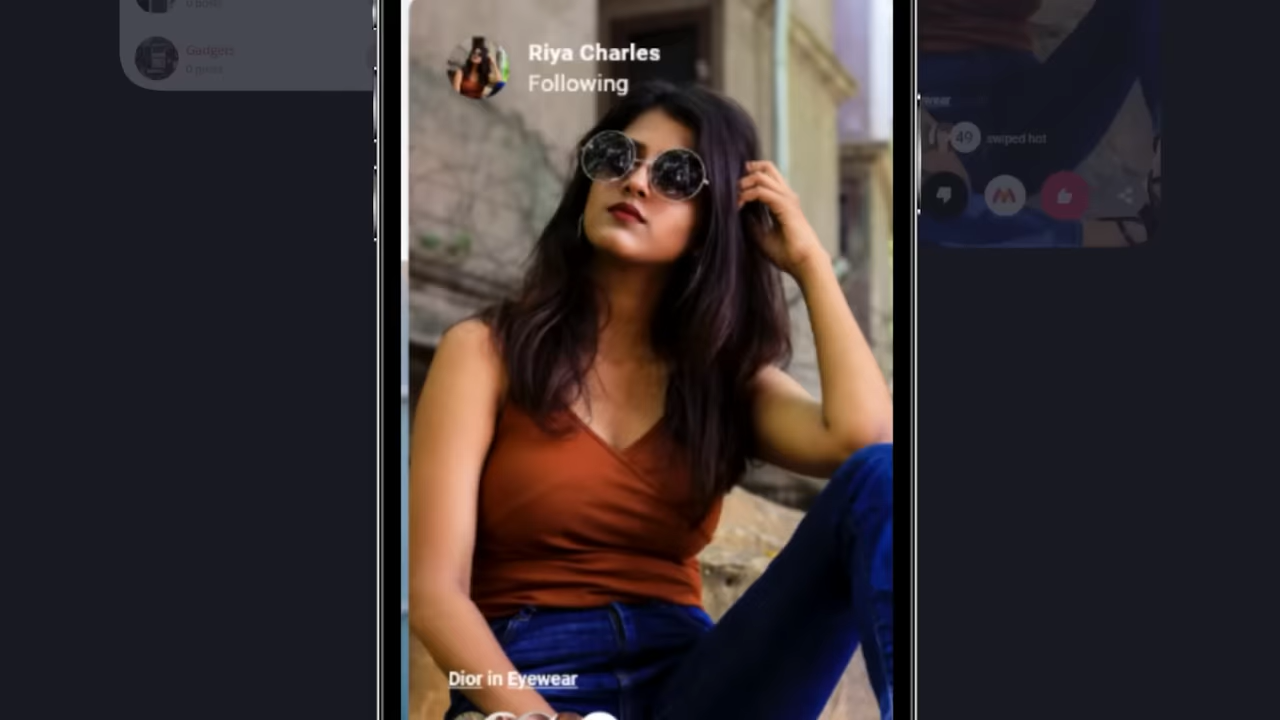 Gadgets
Riya Charles
Following
Dior in Eyewear
49 swiped hot